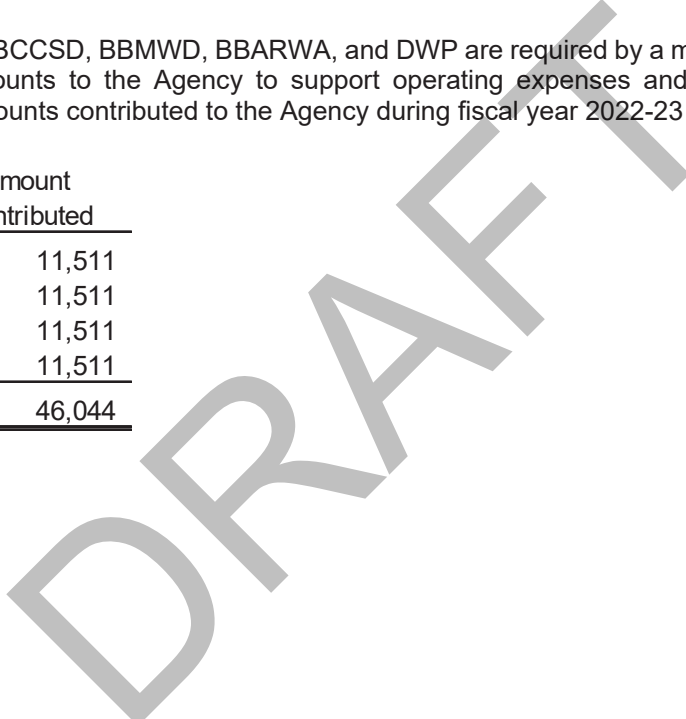 BCCSD, BBMWD, BBARWA, and DWP are required by a m
ounts to the Agency to support operating expenses and
ounts contributed to the Agency during fiscal year 2022-23
mount
ntributed
11,511
11,511
11,511
11,511
46,044
DRAFT